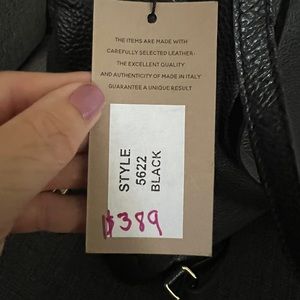 THE ITEMS ARE MADE WITH
CAREFULLY SELECTED LEATHER:
THE EXCELLENT QUALITY
AND AUTHENTICITY OF MADE IN ITALY
GUARANTEE A UNIQUE RESULT
STYLE
5622
BLACK
$389